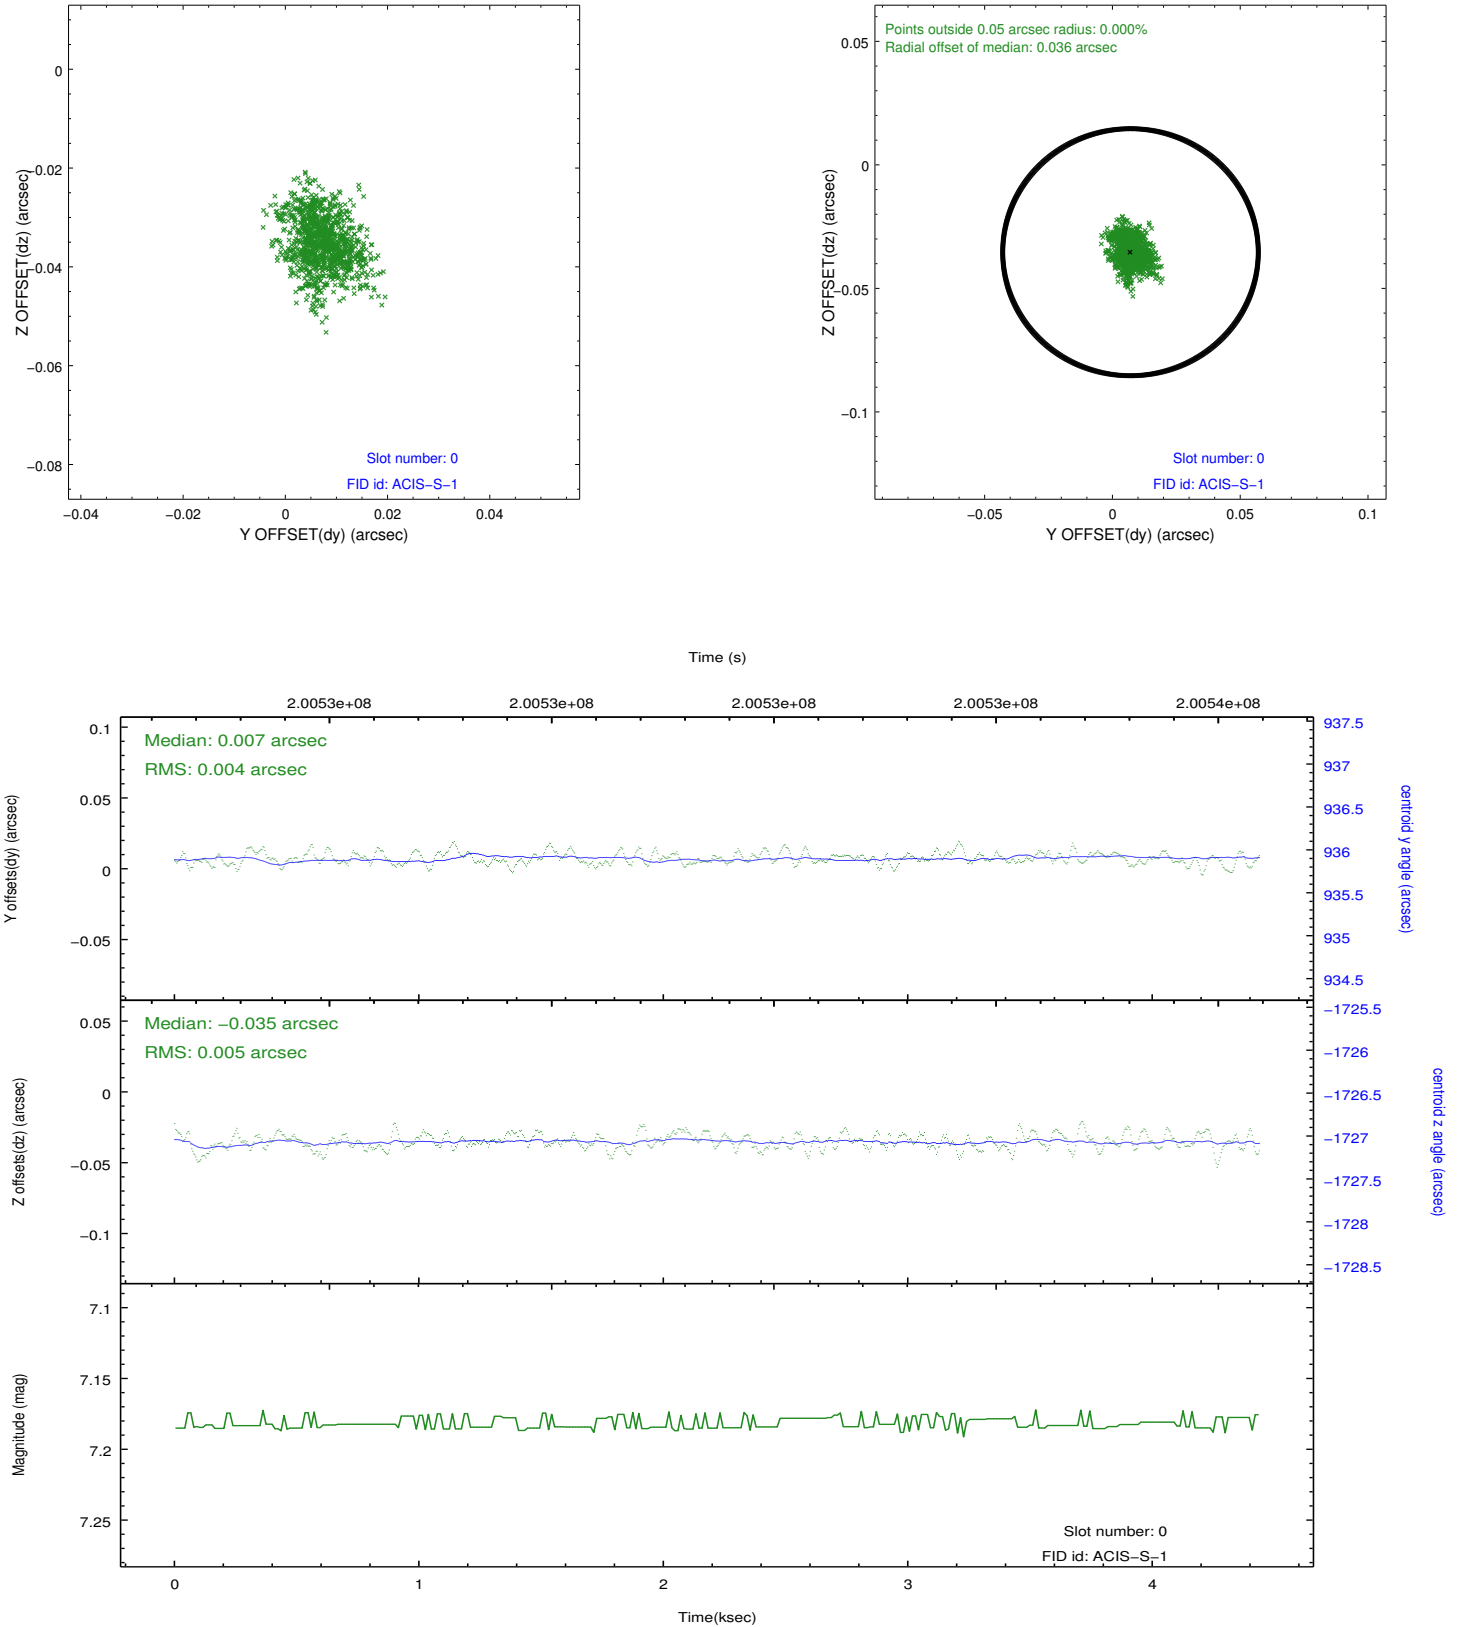 0
−0.02
−0.04
−0.06
−0.08
Z OFFSET(dz) (arcsec)
−0.04 −0.02 0 0.02 0.04
Y OFFSET(dy) (arcsec)
Slot number: 0
FID id: ACIS−S−1
Points outside 0.05 arcsec radius: 0.000%
Radial offset of median: 0.036 arcsec
0.05
0
−0.05
−0.1
Z OFFSET(dz) (arcsec)
−0.05 0 0.05 0.1
Y OFFSET(dy) (arcsec)
Slot number: 0
FID id: ACIS−S−1
Time (s)
2.0053e+08 2.0053e+08 2.0053e+08 2.0053e+08 2.0054e+08
Median: 0.007 arcsec
RMS: 0.004 arcsec
0.1
0.05
0
−0.05
Y offsets(dy) (arcsec)
937.5
937
936.5
936
935.5
935
934.5
centroid y angle (arcsec)
Median: −0.035 arcsec
RMS: 0.005 arcsec
0.05
0
−0.05
−0.1
Z offsets(dz) (arcsec)
−1725.5
−1726
−1726.5
−1727
−1727.5
−1728
−1728.5
centroid z angle (arcsec)
7.1
7.15
7.2
7.25
Magnitude (mag)
Slot number: 0
FID id: ACIS−S−1
0 1 2 3 4
Time(ksec)